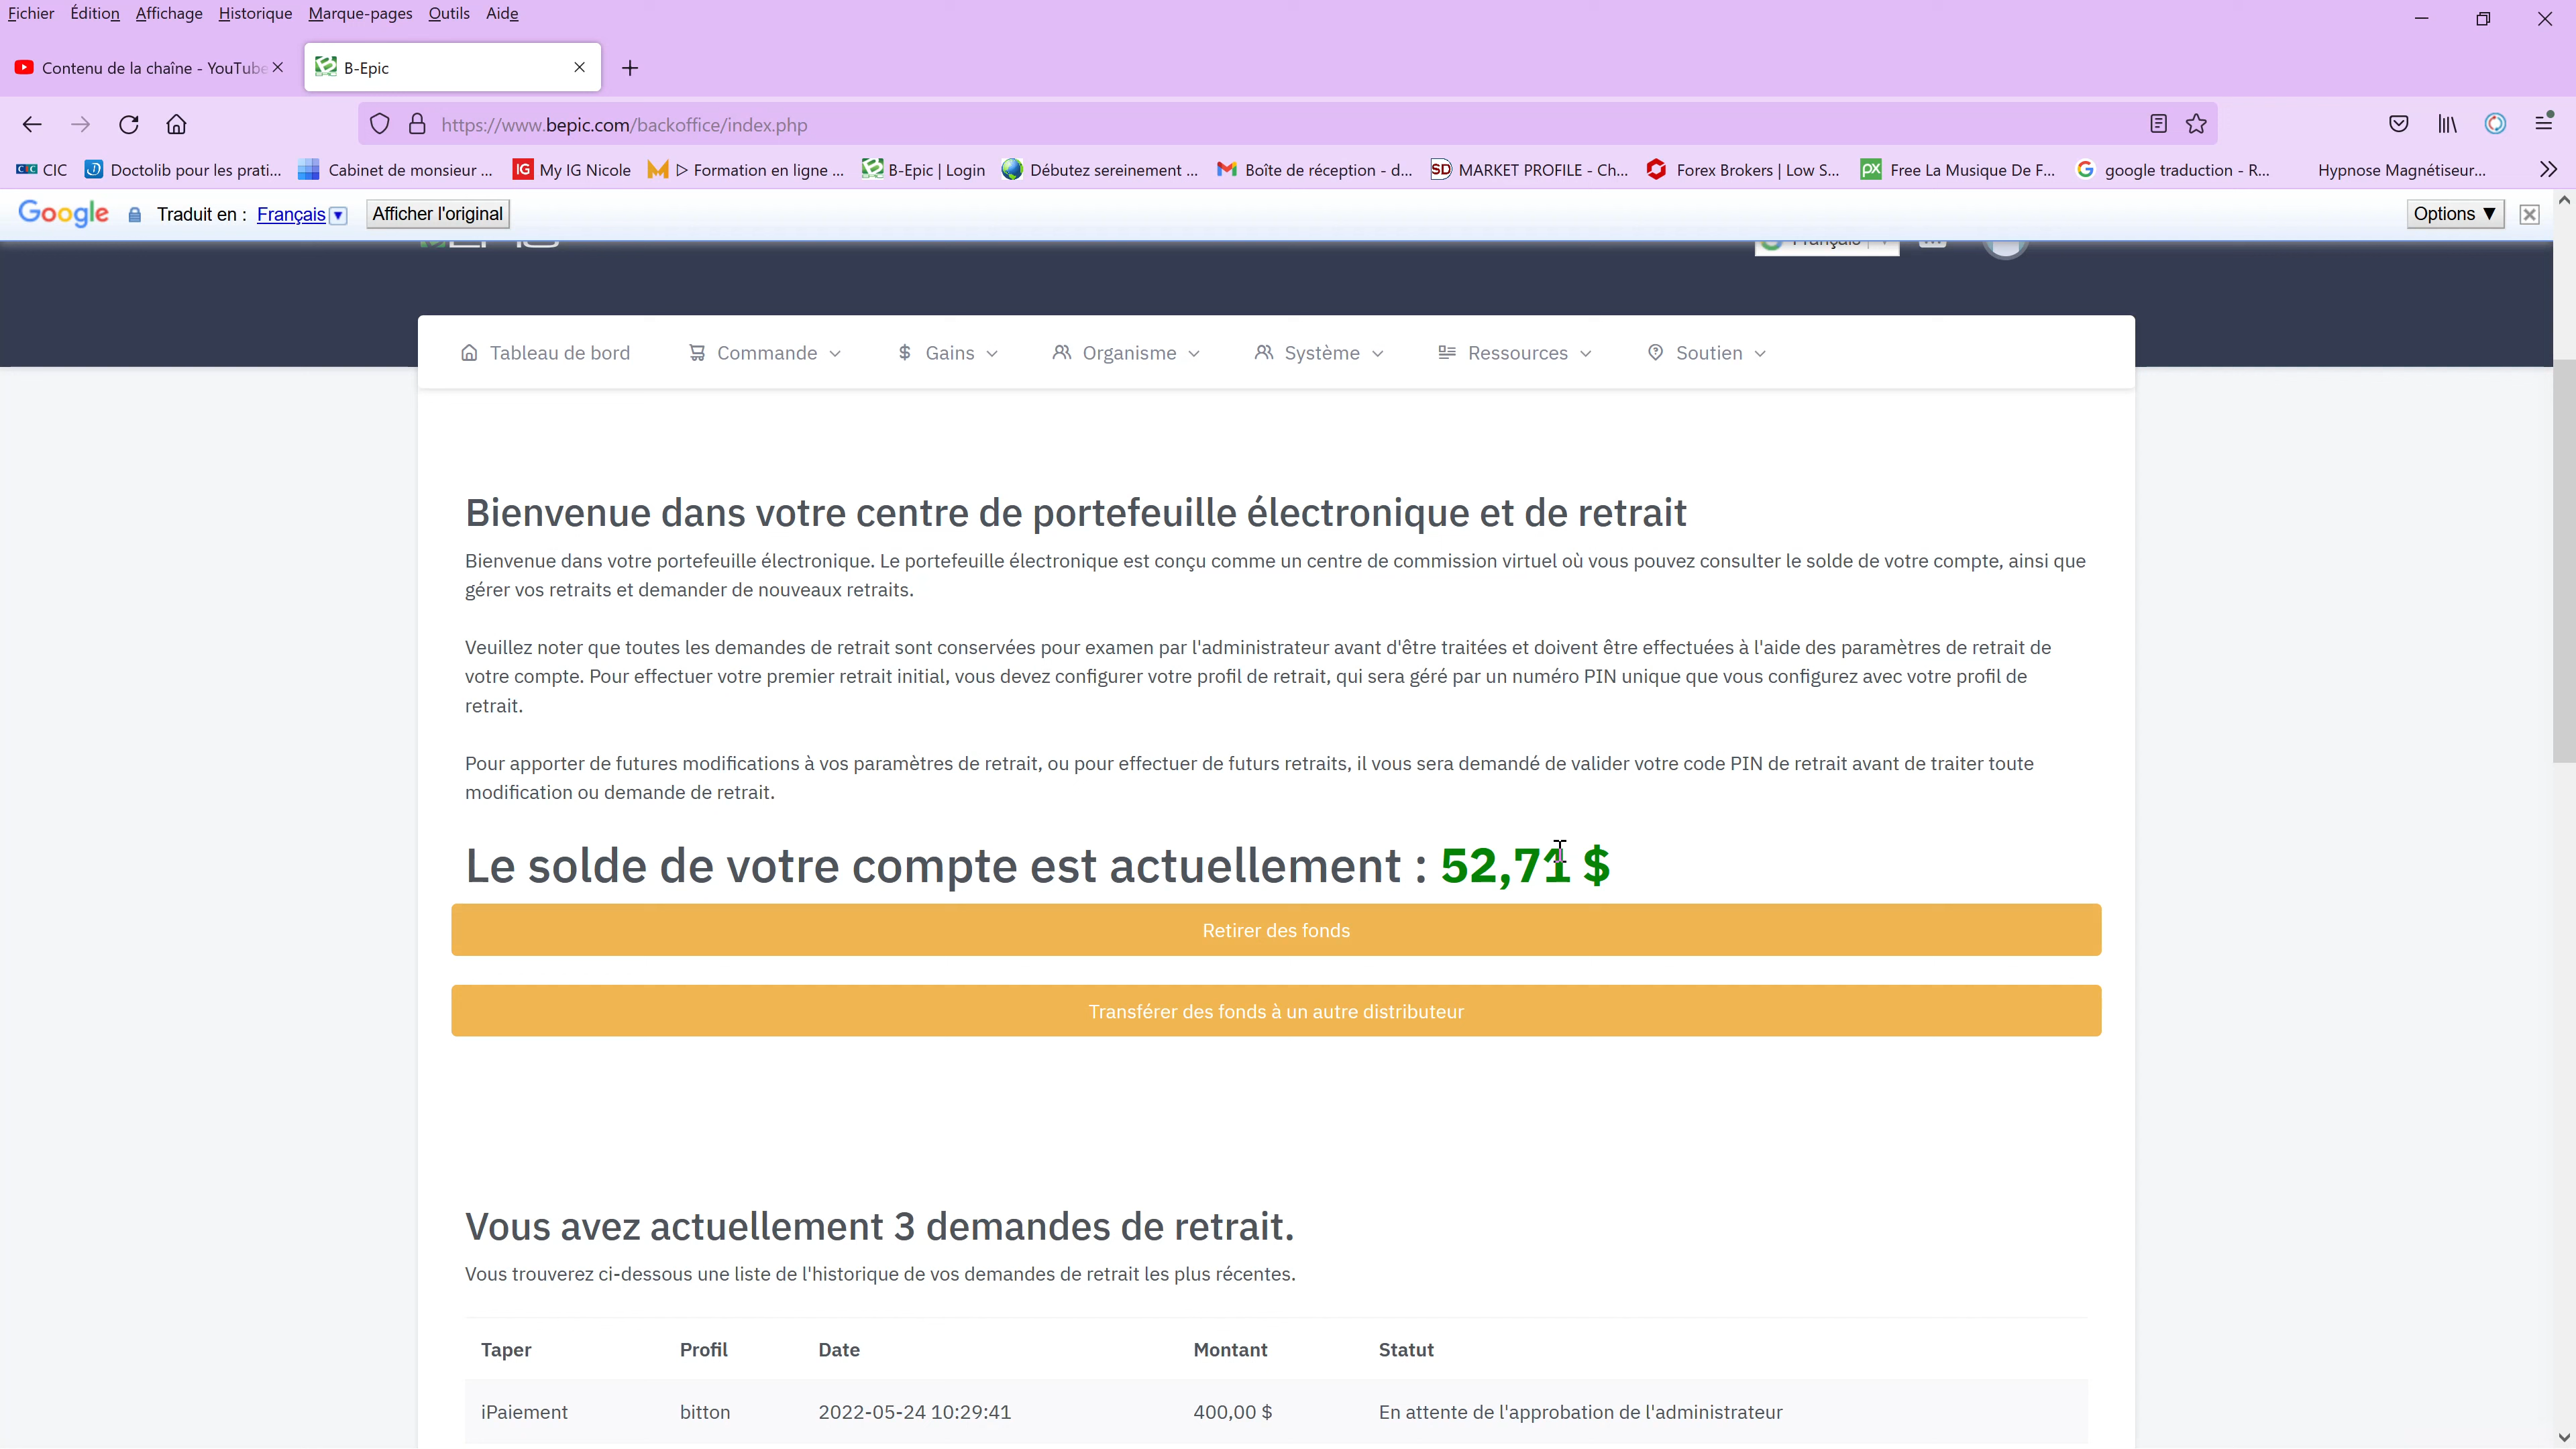 Fichier Édition Affichage Historique Marque-pages Outils Aide
Contenu de la chaîne - YouTube
B-Epic
https://www.bepic.com/backoffice/index.php
CIC Doctolib pour les prati... Cabinet de monsieur ... My IG Nicole ▷ Formation en ligne ... B-Epic | Login Débutez sereinement ... Boîte de réception - d... MARKET PROFILE - Ch... Forex Brokers | Low S... Free La Musique De F... google traduction - R... Hypnose Magnétiseur...
Google Traduit en : Français Afficher l'original Options ▼
Tableau de bord Commande Gains Organisme Système Ressources Soutien
Bienvenue dans votre centre de portefeuille électronique et de retrait
Bienvenue dans votre portefeuille électronique. Le portefeuille électronique est conçu comme un centre de commission virtuel où vous pouvez consulter le solde de votre compte, ainsi que
gérer vos retraits et demander de nouveaux retraits.
Veuillez noter que toutes les demandes de retrait sont conservées pour examen par l'administrateur avant d'être traitées et doivent être effectuées à l'aide des paramètres de retrait de
votre compte. Pour effectuer votre premier retrait initial, vous devez configurer votre profil de retrait, qui sera géré par un numéro PIN unique que vous configurez avec votre profil de
retrait.
Pour apporter de futures modifications à vos paramètres de retrait, ou pour effectuer de futurs retraits, il vous sera demandé de valider votre code PIN de retrait avant de traiter toute
modification ou demande de retrait.
Le solde de votre compte est actuellement : 52,71 $
Retirer des fonds
Transférer des fonds à un autre distributeur
Vous avez actuellement 3 demandes de retrait.
Vous trouverez ci-dessous une liste de l'historique de vos demandes de retrait les plus récentes.
Taper Profil Date Montant Statut
iPaiement bitton 2022-05-24 10:29:41 400,00 $ En attente de l'approbation de l'administrateur